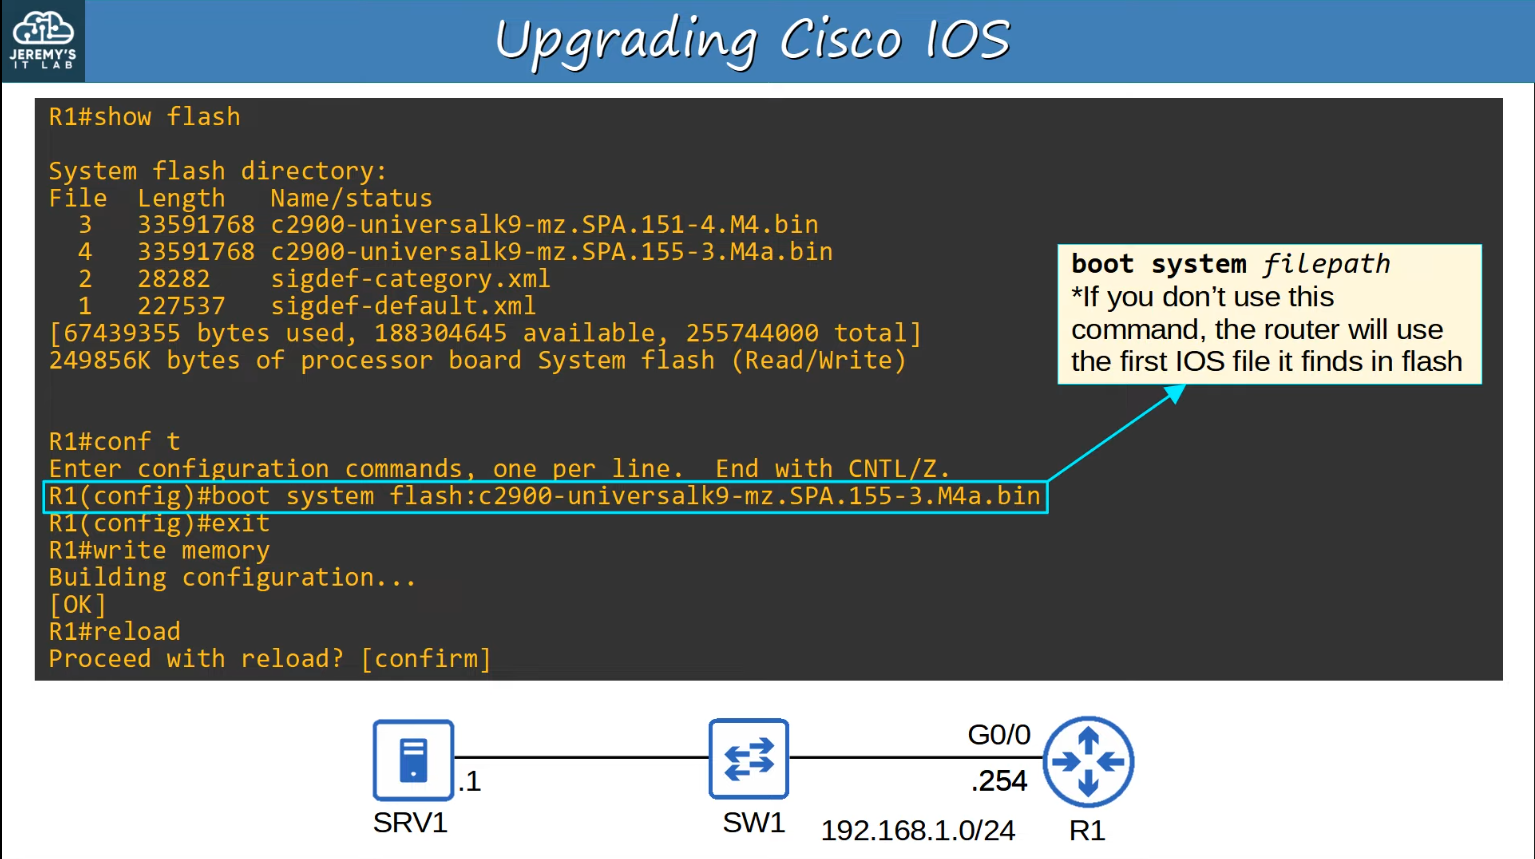 JEREMY'S
IT LAB
Upgrading Cisco IOS
R1#show flash
System flash directory:
File  Length   Name/status
  3   33591768 c2900-universalk9-mz.SPA.151-4.M4.bin
  4   33591768 c2900-universalk9-mz.SPA.155-3.M4a.bin
  2   28282    sigdef-category.xml
  1   227537   sigdef-default.xml
[67439355 bytes used, 188304645 available, 255744000 total]
249856K bytes of processor board System flash (Read/Write)
boot system filepath
*If you don't use this
command, the router will use
the first IOS file it finds in flash
R1#conf t
Enter configuration commands, one per line.  End with CNTL/Z.
R1(config)#boot system flash:c2900-universalk9-mz.SPA.155-3.M4a.bin
R1(config)#exit
R1#write memory
Building configuration...
[OK]
R1#reload
Proceed with reload? [confirm]
G0/0
.1
.254
SRV1
SW1
192.168.1.0/24
R1